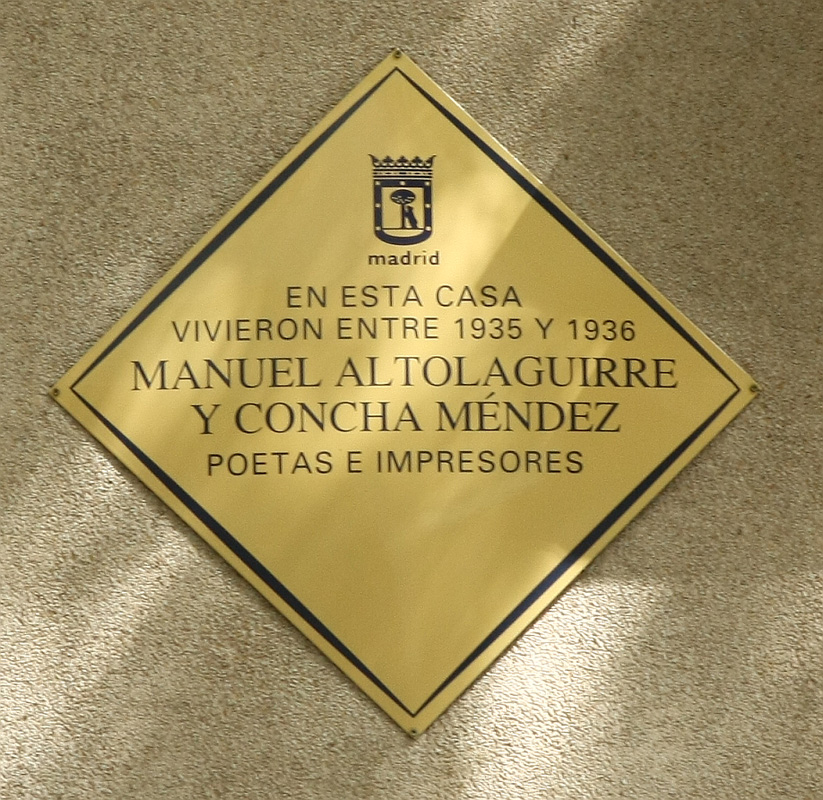 madrid
EN ESTA CASA
VIVIERON ENTRE 1935 Y 1936
MANUEL ALTOLAGUIRRE
Y CONCHA MÉNDEZ
POETAS E IMPRESORES